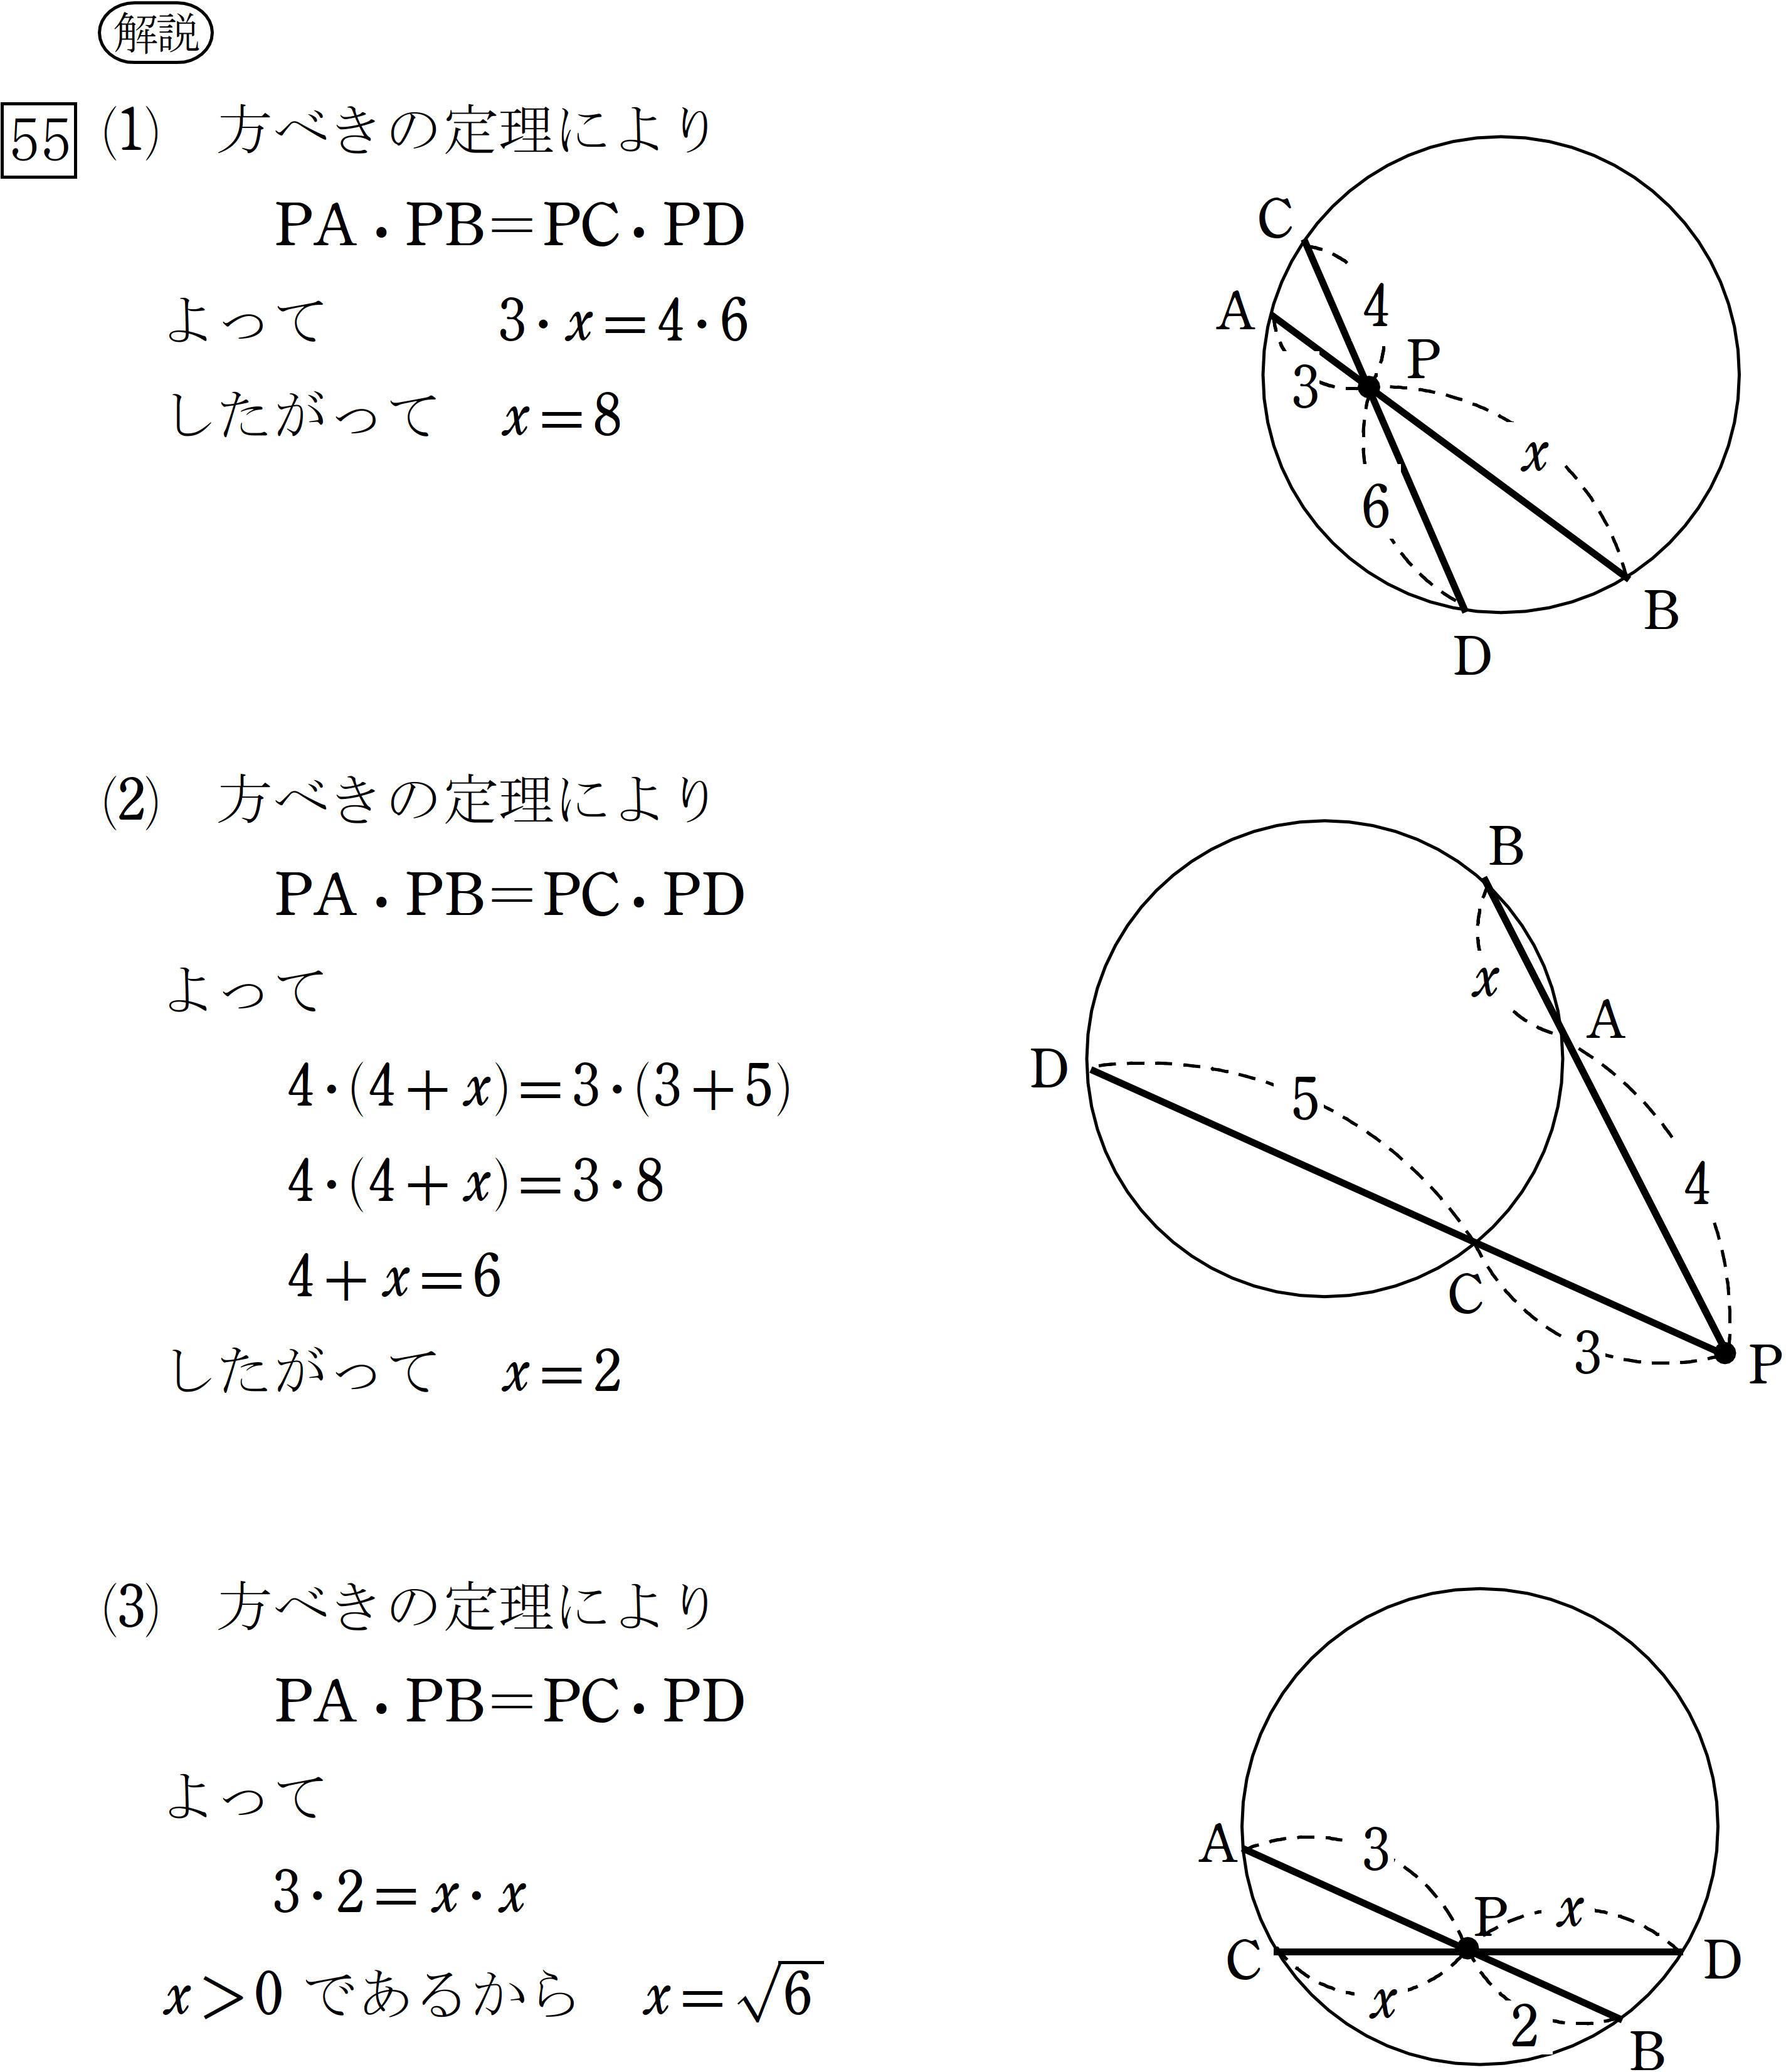 解説
55 (1) 方べきの定理により
PA・PB=PC・PD
よって 3・x=4・6
したがって x=8
C
A
4
P
3
x
6
B
D
(2) 方べきの定理により
PA・PB=PC・PD
よって
4・(4+x)=3・(3+5)
4・(4+x)=3・8
4+x=6
したがって x=2
B
x
A
D
5
4
C
3
P
(3) 方べきの定理により
PA・PB=PC・PD
よって
3・2=x・x
x>0 であるから x=√6
A
3
P
x
C
D
x
2
B